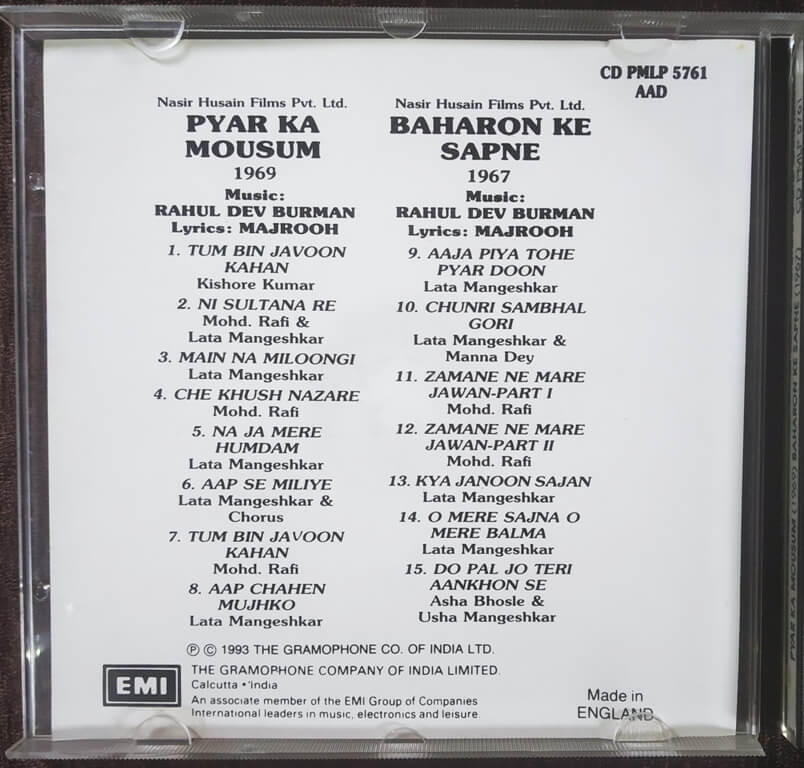 CD PMLP 5761
AAD
Nasir Husain Films Pvt. Ltd.
PYAR KA
MOUSUM
1969
Music:
RAHUL DEV BURMAN
Lyrics: MAJROOH
1. TUM BIN JAVOON
KAHAN
Kishore Kumar
2. NI SULTANA RE
Mohd. Rafi &
Lata Mangeshkar
3. MAIN NA MILOONGI
Lata Mangeshkar
4. CHE KHUSH NAZARE
Mohd. Rafi
5. NA JA MERE
HUMDAM
Lata Mangeshkar
6. AAP SE MILIYE
Lata Mangeshkar &
Chorus
7. TUM BIN JAVOON
KAHAN
Mohd. Rafi
8. AAP CHAHEN
MUJHKO
Lata Mangeshkar
Nasir Husain Films Pvt. Ltd.
BAHARON KE
SAPNE
1967
Music:
RAHUL DEV BURMAN
Lyrics: MAJROOH
9. AAJA PIYA TOHE
PYAR DOON
Lata Mangeshkar
10. CHUNRI SAMBHAL
GORI
Lata Mangeshkar &
Manna Dey
11. ZAMANE NE MARE
JAWAN-PART I
Mohd. Rafi
12. ZAMANE NE MARE
JAWAN-PART II
Mohd. Rafi
13. KYA JANOON SAJAN
Lata Mangeshkar
14. O MERE SAJNA O
MERE BALMA
Lata Mangeshkar
15. DO PAL JO TERI
AANKHON SE
Asha Bhosle &
Usha Mangeshkar
℗ © 1993 THE GRAMOPHONE CO. OF INDIA LTD.
EMI
THE GRAMOPHONE COMPANY OF INDIA LIMITED.
Calcutta • India
An associate member of the EMI Group of Companies
International leaders in music, electronics and leisure.
Made in
ENGLAND
PYAR KA MOUSUM (1969) BAHARON KE SAPNE (1967)